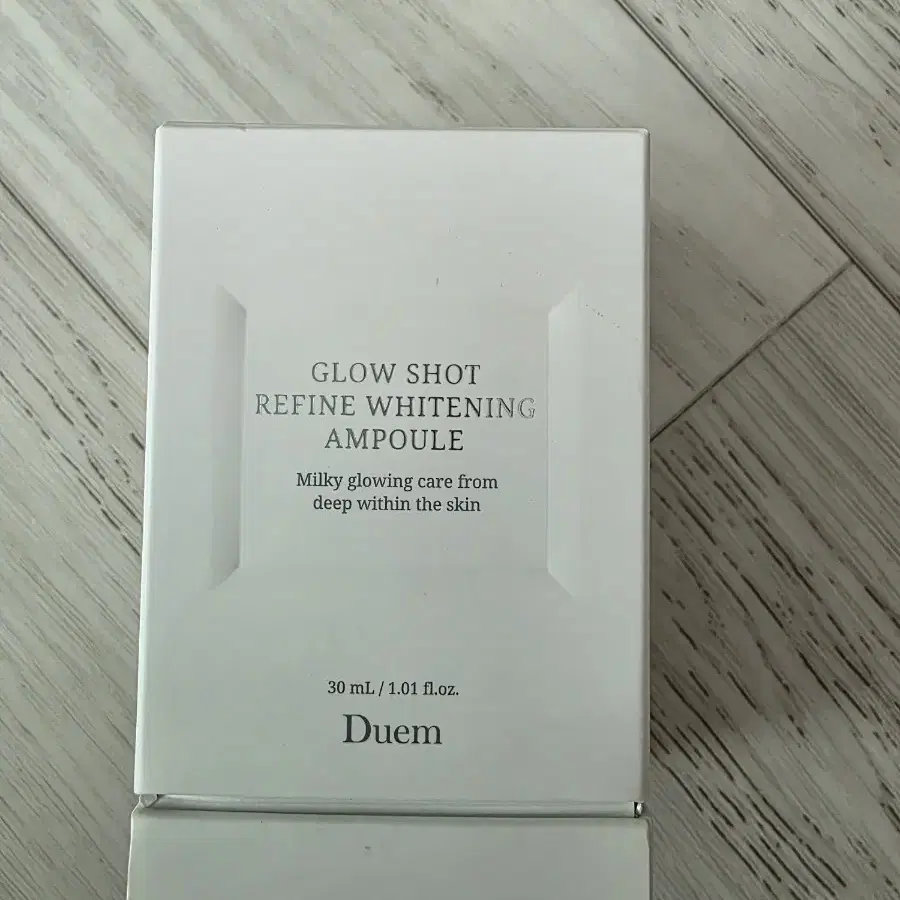 GLOW SHOT
REFINE WHITENING
AMPOULE
Milky glowing care from
deep within the skin
30 mL / 1.01 fl.oz.
Duem